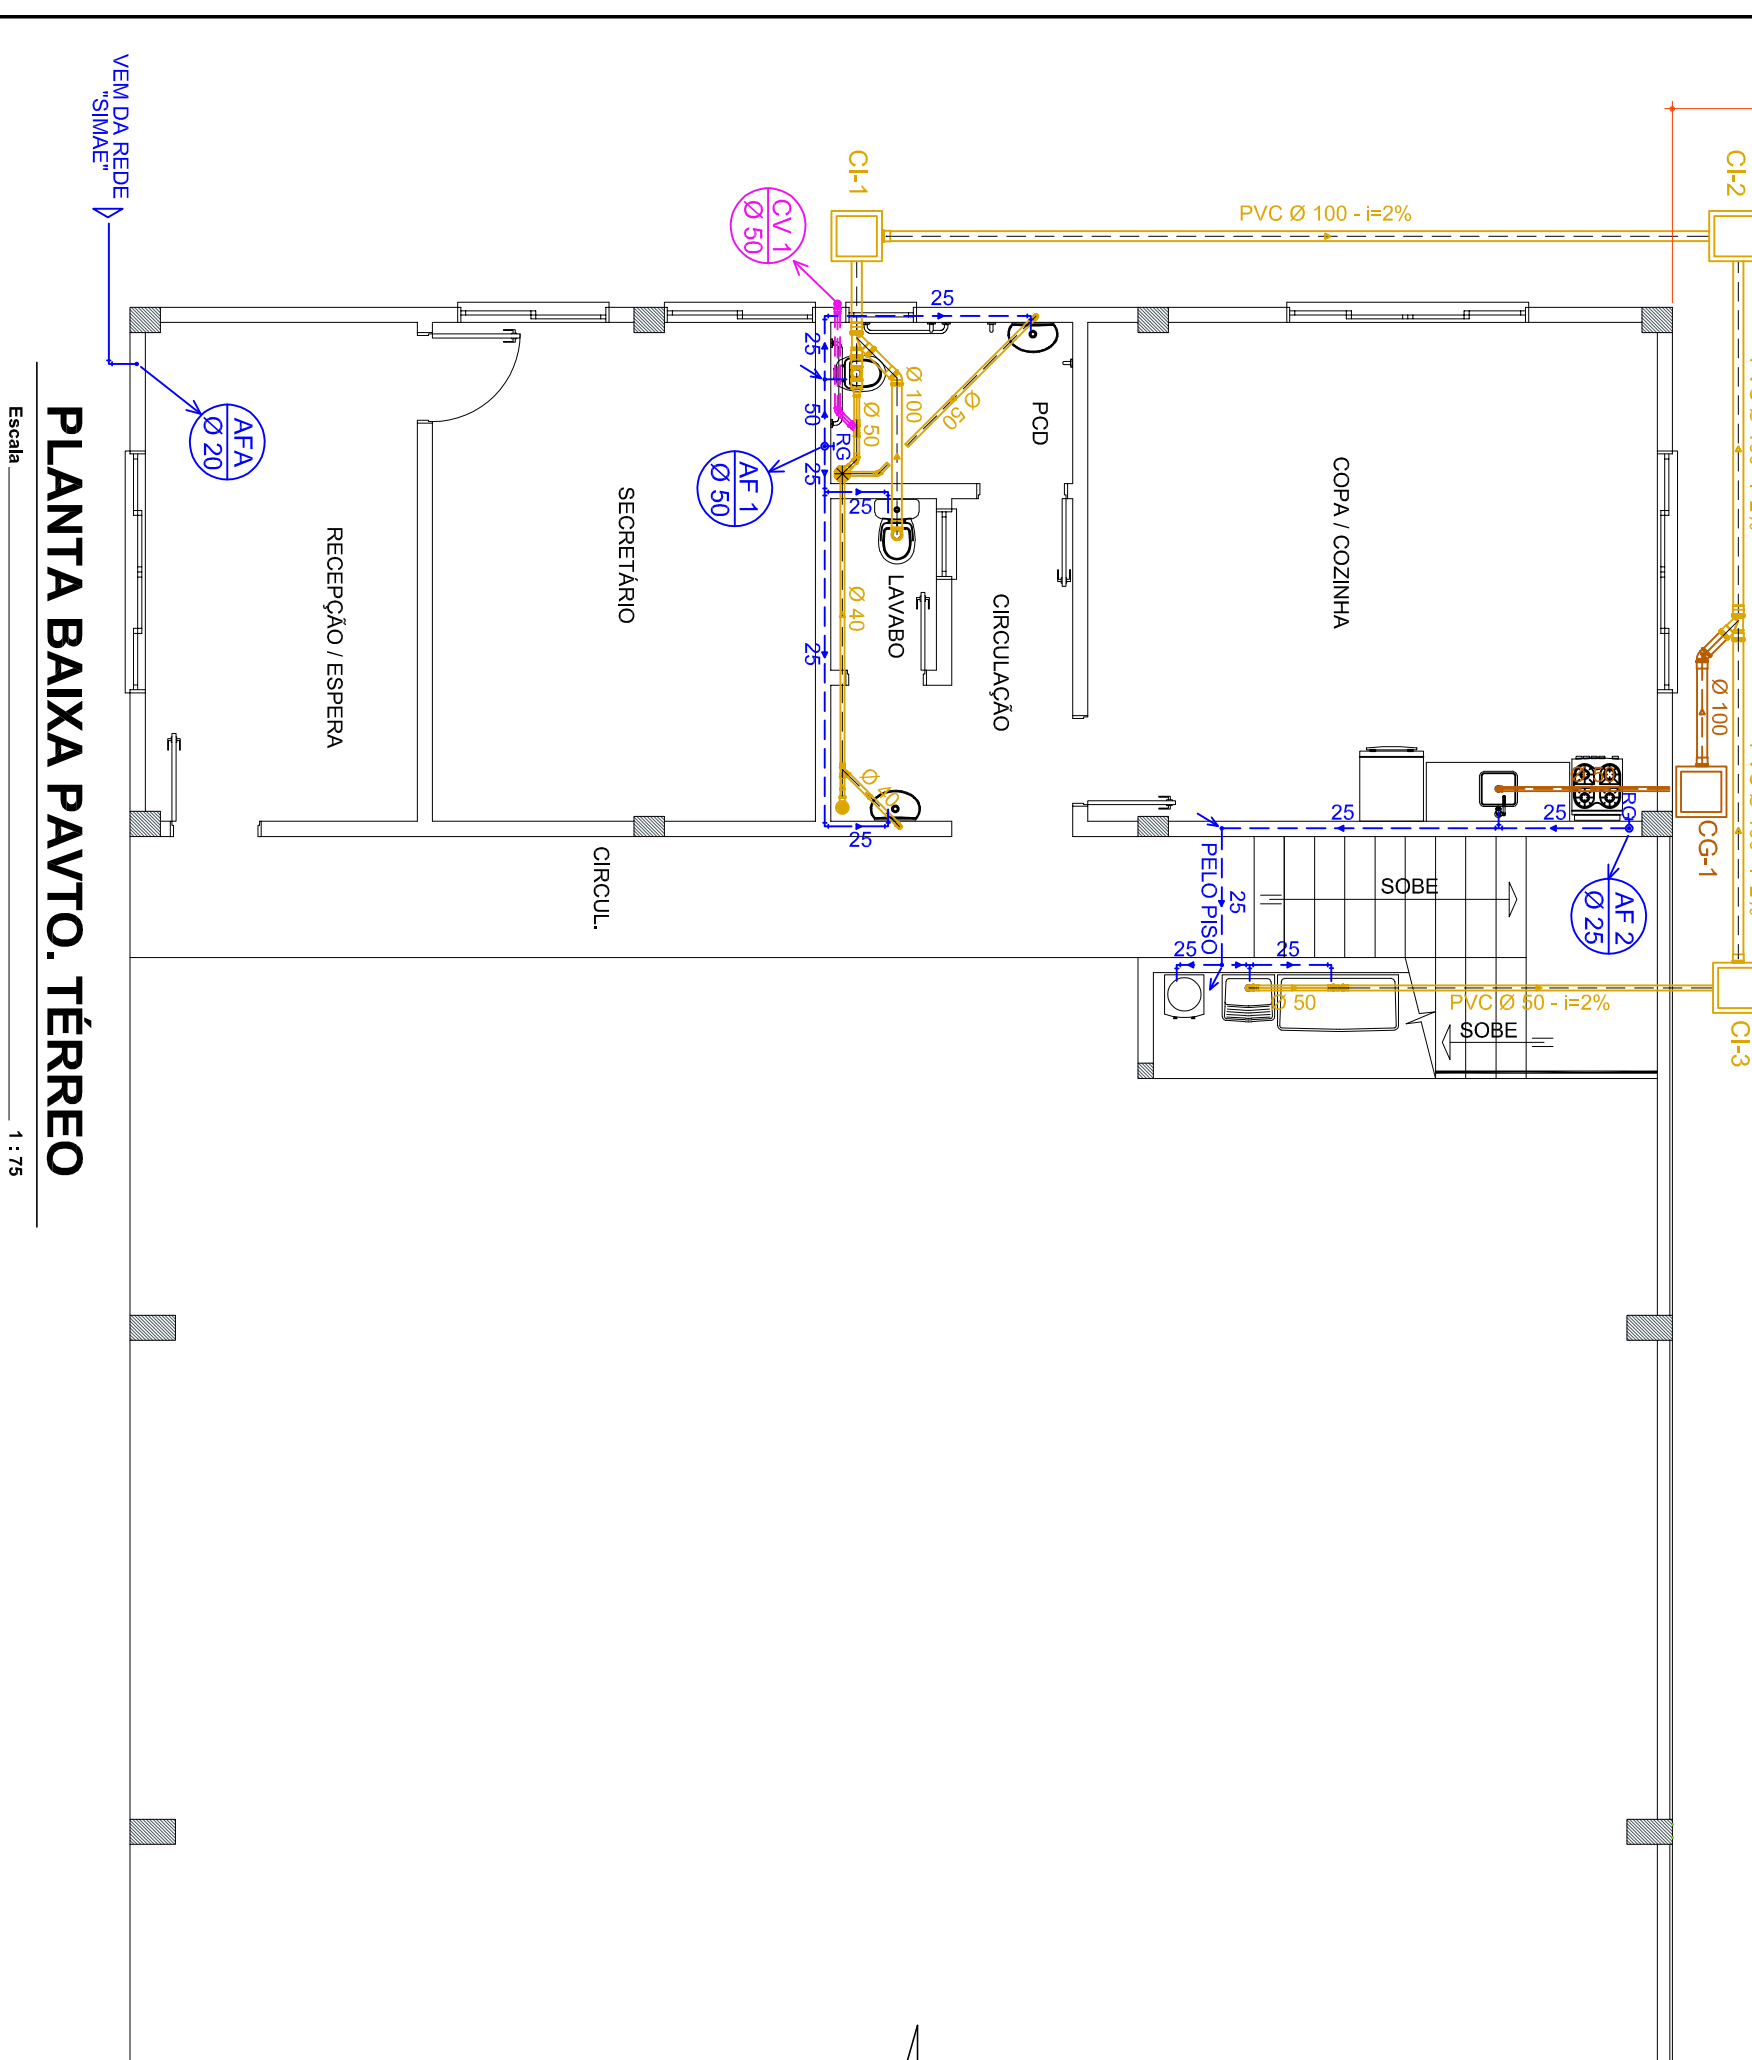 VEM DA REDE
"SIMAE"
AFA
Ø 20
RECEPÇÃO / ESPERA
SECRETÁRIO
CIRCUL.
CV 1
Ø 50
CI-1
PVC Ø 100 - i=2%
CI-2
25
25
50
RG
25
25
25
25
AF 1
Ø 50
Ø 50
Ø 100
Ø 50
PCD
Ø 40
LAVABO
CIRCULAÇÃO
Ø 40
COPA / COZINHA
Ø 100
CG-1
RG
25
25
AF 2
Ø 25
PELO PISO
25
SOBE
25
25
Ø 50
PVC Ø 50 - i=2%
SOBE
CI-3
PLANTA BAIXA PAVTO. TÉRREO
Escala
1 : 75